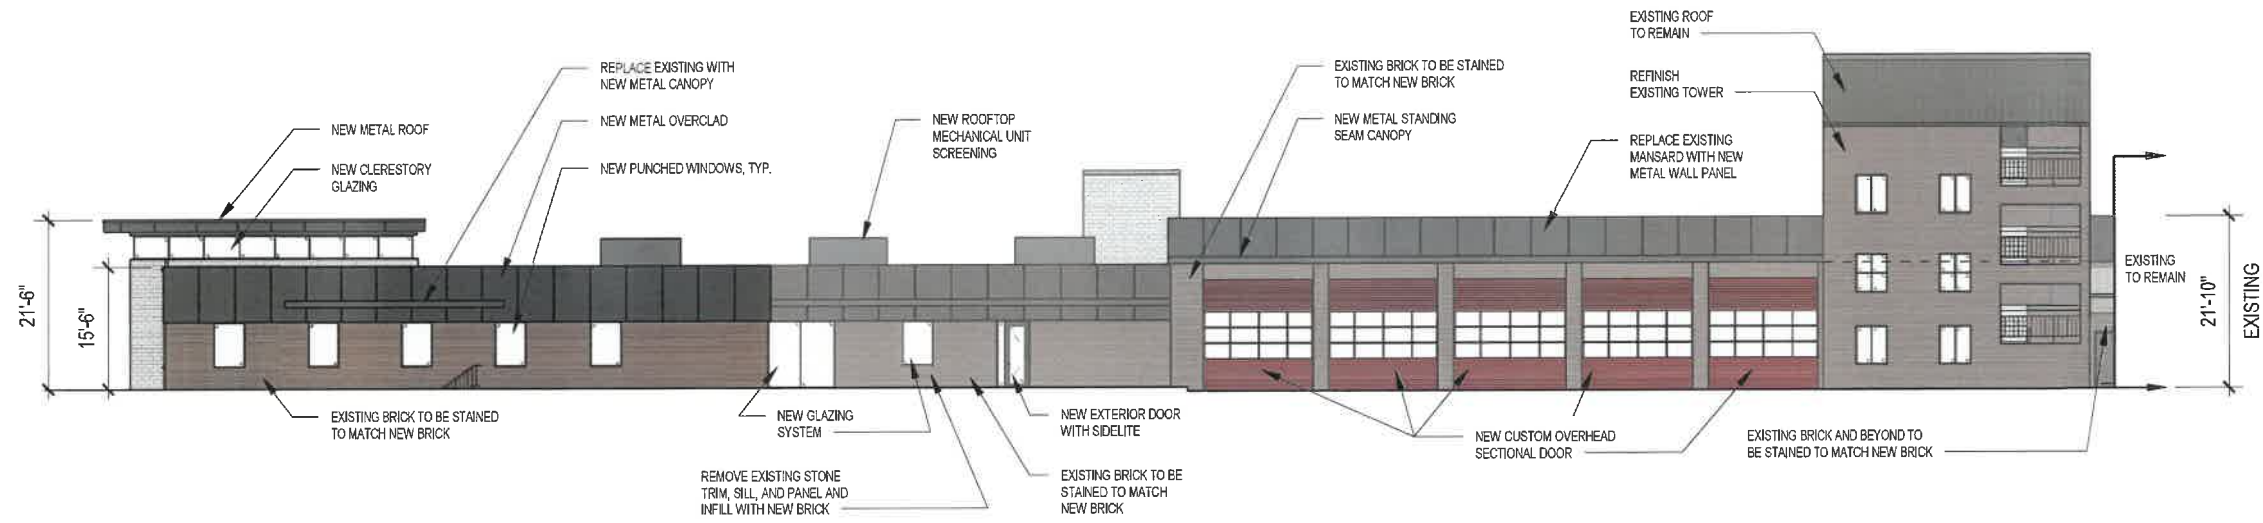 EXISTING ROOF
TO REMAIN
REPLACE EXISTING WITH
NEW METAL CANOPY
EXISTING BRICK TO BE STAINED
TO MATCH NEW BRICK
REFINISH
EXISTING TOWER
NEW METAL ROOF
NEW METAL OVERCLAD
NEW ROOFTOP
MECHANICAL UNIT
SCREENING
NEW METAL STANDING
SEAM CANOPY
REPLACE EXISTING
MANSARD WITH NEW
METAL WALL PANEL
NEW CLERESTORY
GLAZING
NEW PUNCHED WINDOWS, TYP.
21'-6"
15'-6"
EXISTING
TO REMAIN
21'-10"
EXISTING
EXISTING BRICK TO BE STAINED
TO MATCH NEW BRICK
NEW GLAZING
SYSTEM
NEW EXTERIOR DOOR
WITH SIDELITE
NEW CUSTOM OVERHEAD
SECTIONAL DOOR
EXISTING BRICK AND BEYOND TO
BE STAINED TO MATCH NEW BRICK
REMOVE EXISTING STONE
TRIM, SILL, AND PANEL AND
INFILL WITH NEW BRICK
EXISTING BRICK TO BE
STAINED TO MATCH
NEW BRICK